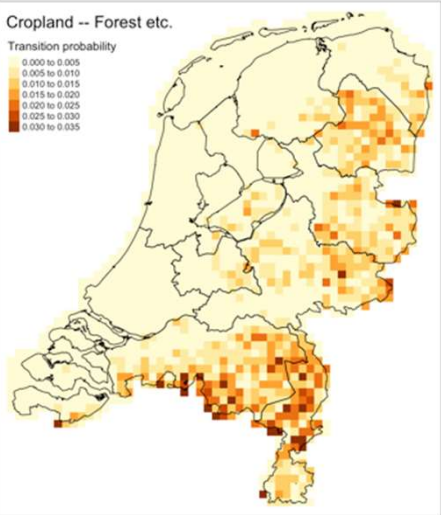 Cropland -- Forest etc.
Transition probability
0.000 to 0.005
0.005 to 0.010
0.010 to 0.015
0.015 to 0.020
0.020 to 0.025
0.025 to 0.030
0.030 to 0.035